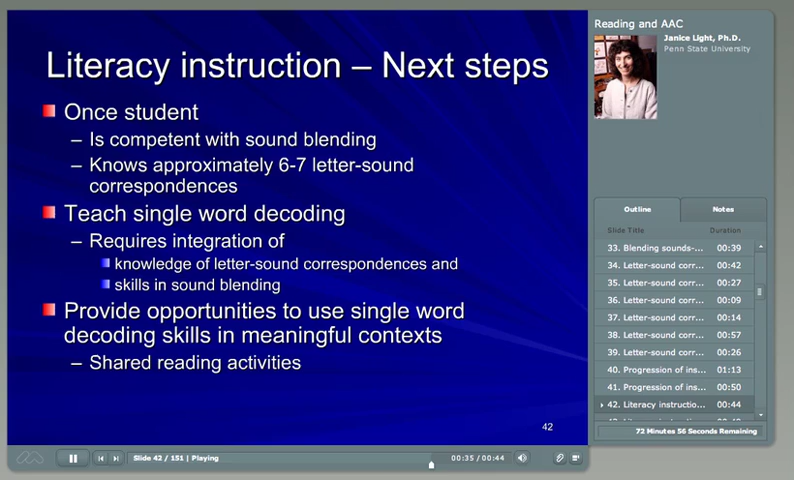 Literacy instruction – Next steps
Once student
– Is competent with sound blending
– Knows approximately 6-7 letter-sound
correspondences
Teach single word decoding
– Requires integration of
knowledge of letter-sound correspondences and
skills in sound blending
Provide opportunities to use single word
decoding skills in meaningful contexts
– Shared reading activities
42
Slide 42 / 151 | Playing
00:35 / 00:44
Reading and AAC
Janice Light, Ph.D.
Penn State University
Outline
Notes
Slide Title Duration
33. Blending sounds-... 00:39
34. Letter-sound corr... 00:42
35. Letter-sound corr... 00:27
36. Letter-sound corr... 00:09
37. Letter-sound corr... 00:14
38. Letter-sound corr... 00:57
39. Letter-sound corr... 00:26
40. Progression of ins... 01:13
41. Progression of ins... 00:50
42. Literacy instructio... 00:44
72 Minutes 56 Seconds Remaining